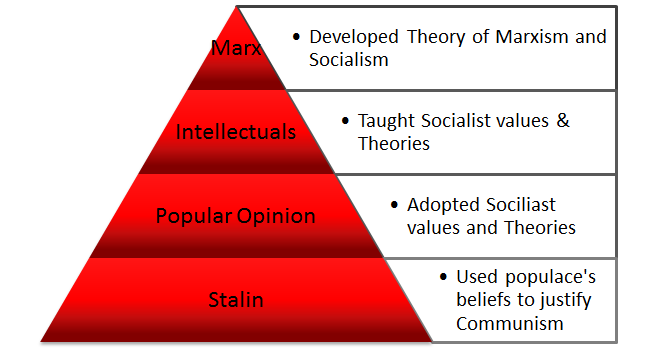 Marx
• Developed Theory of Marxism and
Socialism
Intellectuals
• Taught Socialist values &
Theories
Popular Opinion
• Adopted Sociliast
values and Theories
Stalin
• Used populace's
beliefs to justify
Communism